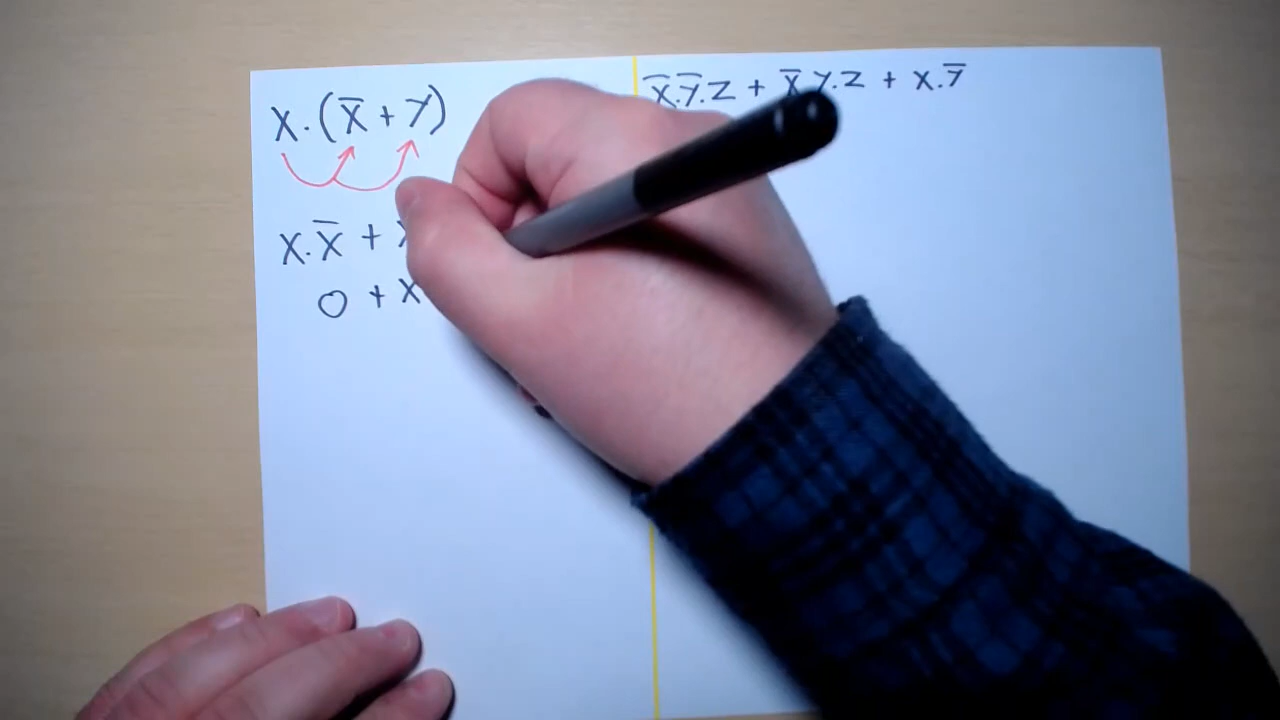 X.(X̅ + Y)
X.X̅ +
0 + X
X̅.Y̅.Z + X̅.Y.Z + X.Y̅